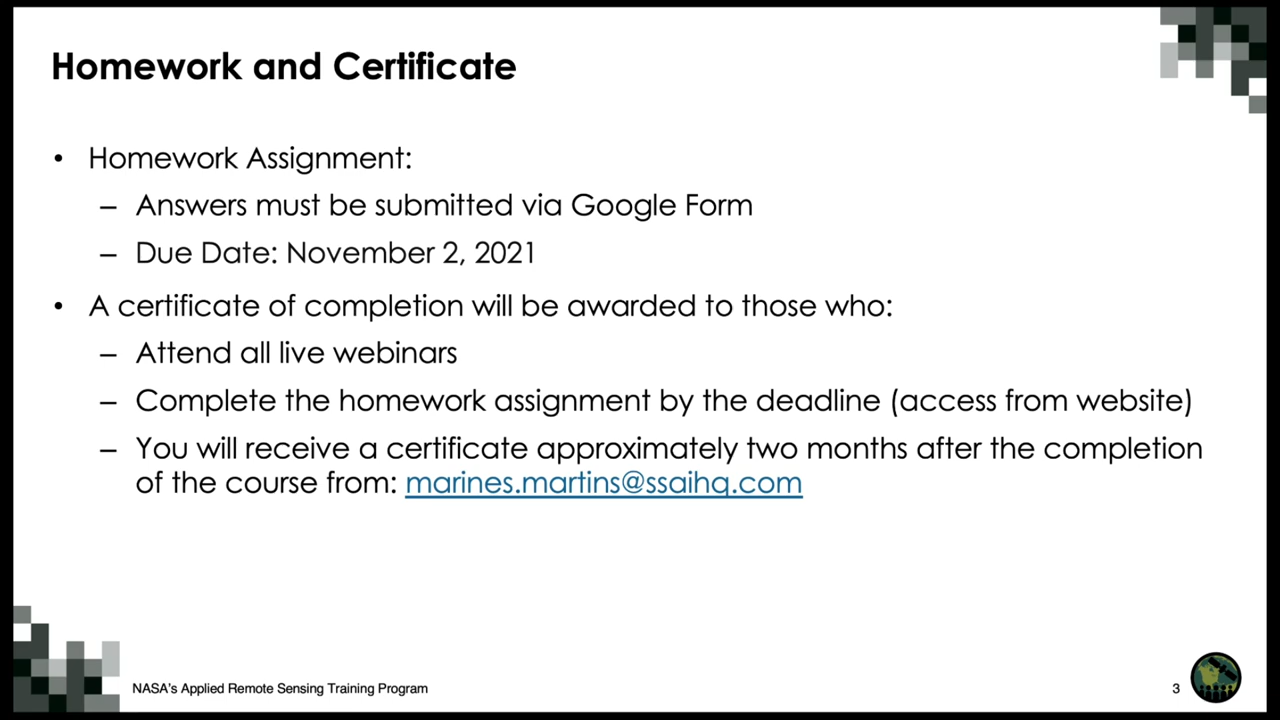 Homework and Certificate
• Homework Assignment:
– Answers must be submitted via Google Form
– Due Date: November 2, 2021
• A certificate of completion will be awarded to those who:
– Attend all live webinars
– Complete the homework assignment by the deadline (access from website)
– You will receive a certificate approximately two months after the completion
of the course from: marines.martins@ssaihq.com
NASA's Applied Remote Sensing Training Program
3